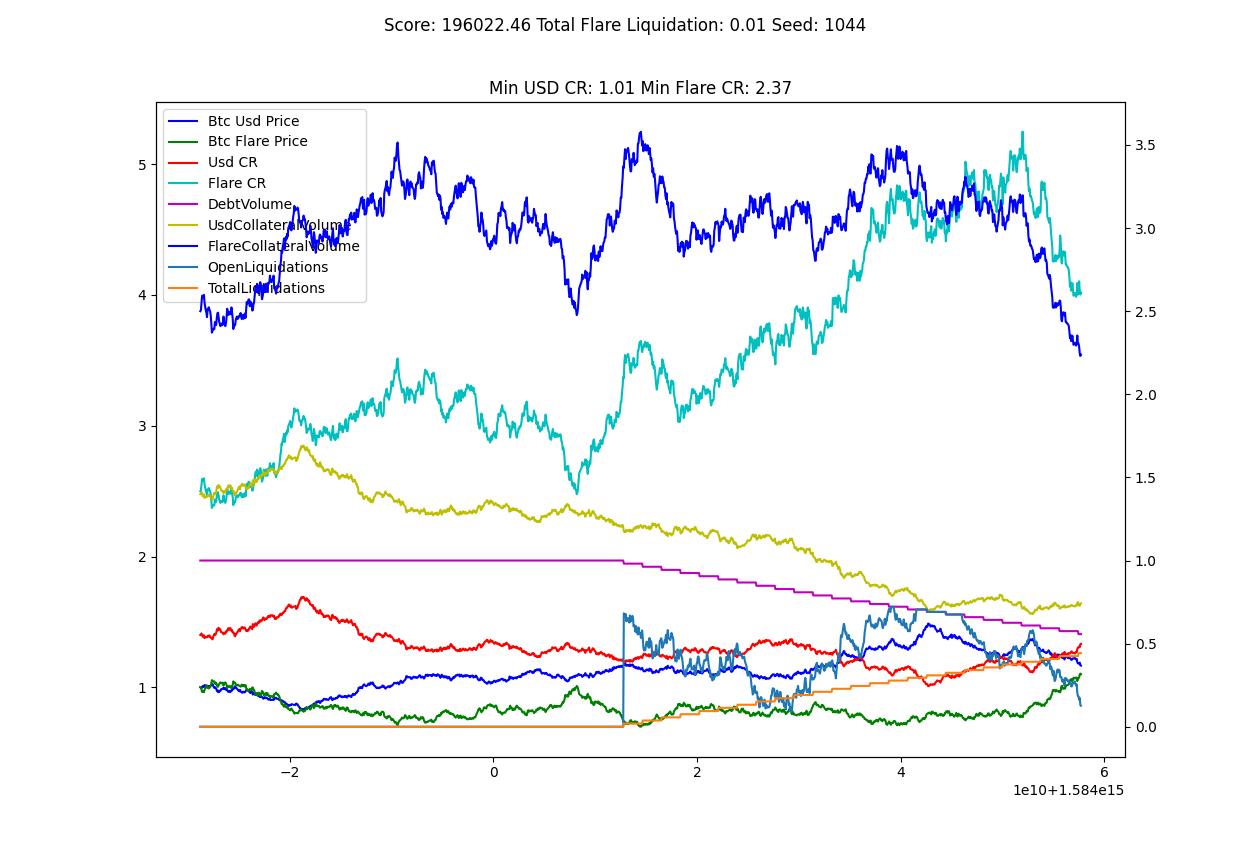 Score: 196022.46 Total Flare Liquidation: 0.01 Seed: 1044
Min USD CR: 1.01 Min Flare CR: 2.37
Btc Usd Price
Btc Flare Price
Usd CR
Flare CR
DebtVolume
UsdCollateralVolume
FlareCollateralVolume
OpenLiquidations
TotalLiquidations
5
4
3
2
1
3.5
3.0
2.5
2.0
1.5
1.0
0.5
0.0
−2 0 2 4 6
1e10+1.584e15